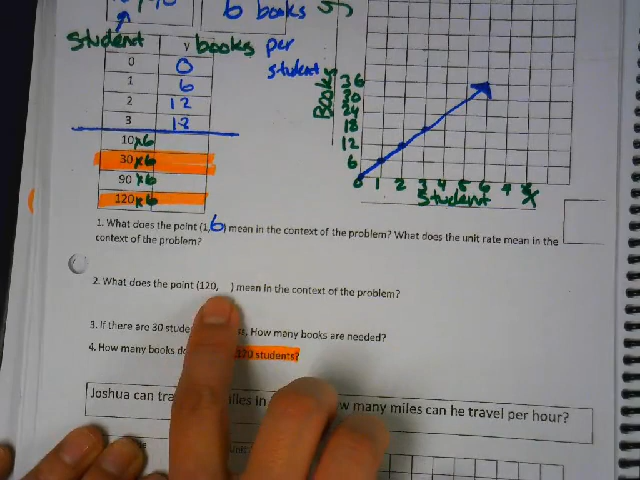 6 books
Student
y books per
student
0 0
1 6
2 12
3 18
10 x6
30 x6
90 x6
120 x6
Books
36
30
24
18
12
6
0 1 2 3 4 5 6 7 8 x
Student
1. What does the point (1,6) mean in the context of the problem? What does the unit rate mean in the
context of the problem?
2. What does the point (120, ) mean in the context of the problem?
3. If there are 30 How many books are needed?
4. How many books 120 students?
Joshua can miles in how many miles can he travel per hour?